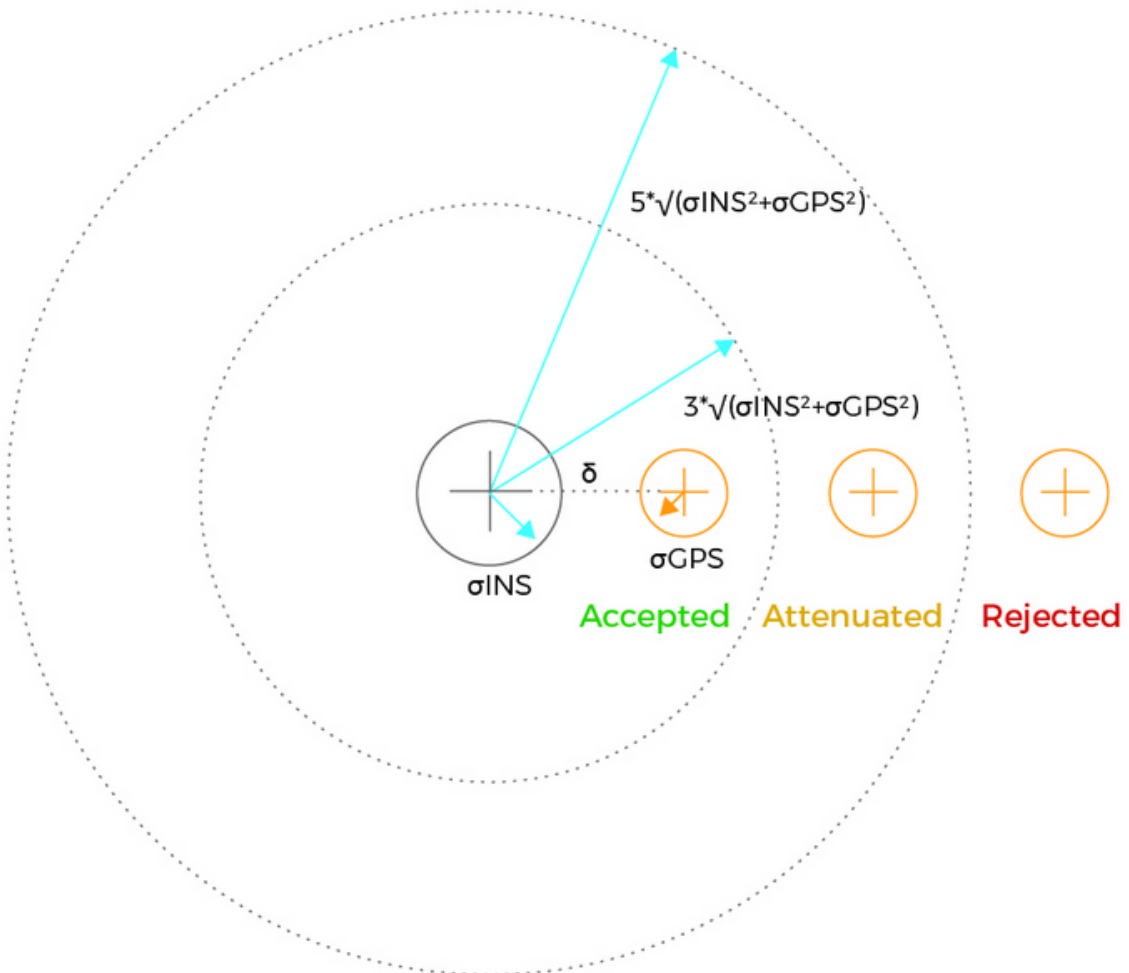 5*√(σINS²+σGPS²)
3*√(σINS²+σGPS²)
δ
σINS
σGPS
Accepted
Attenuated
Rejected